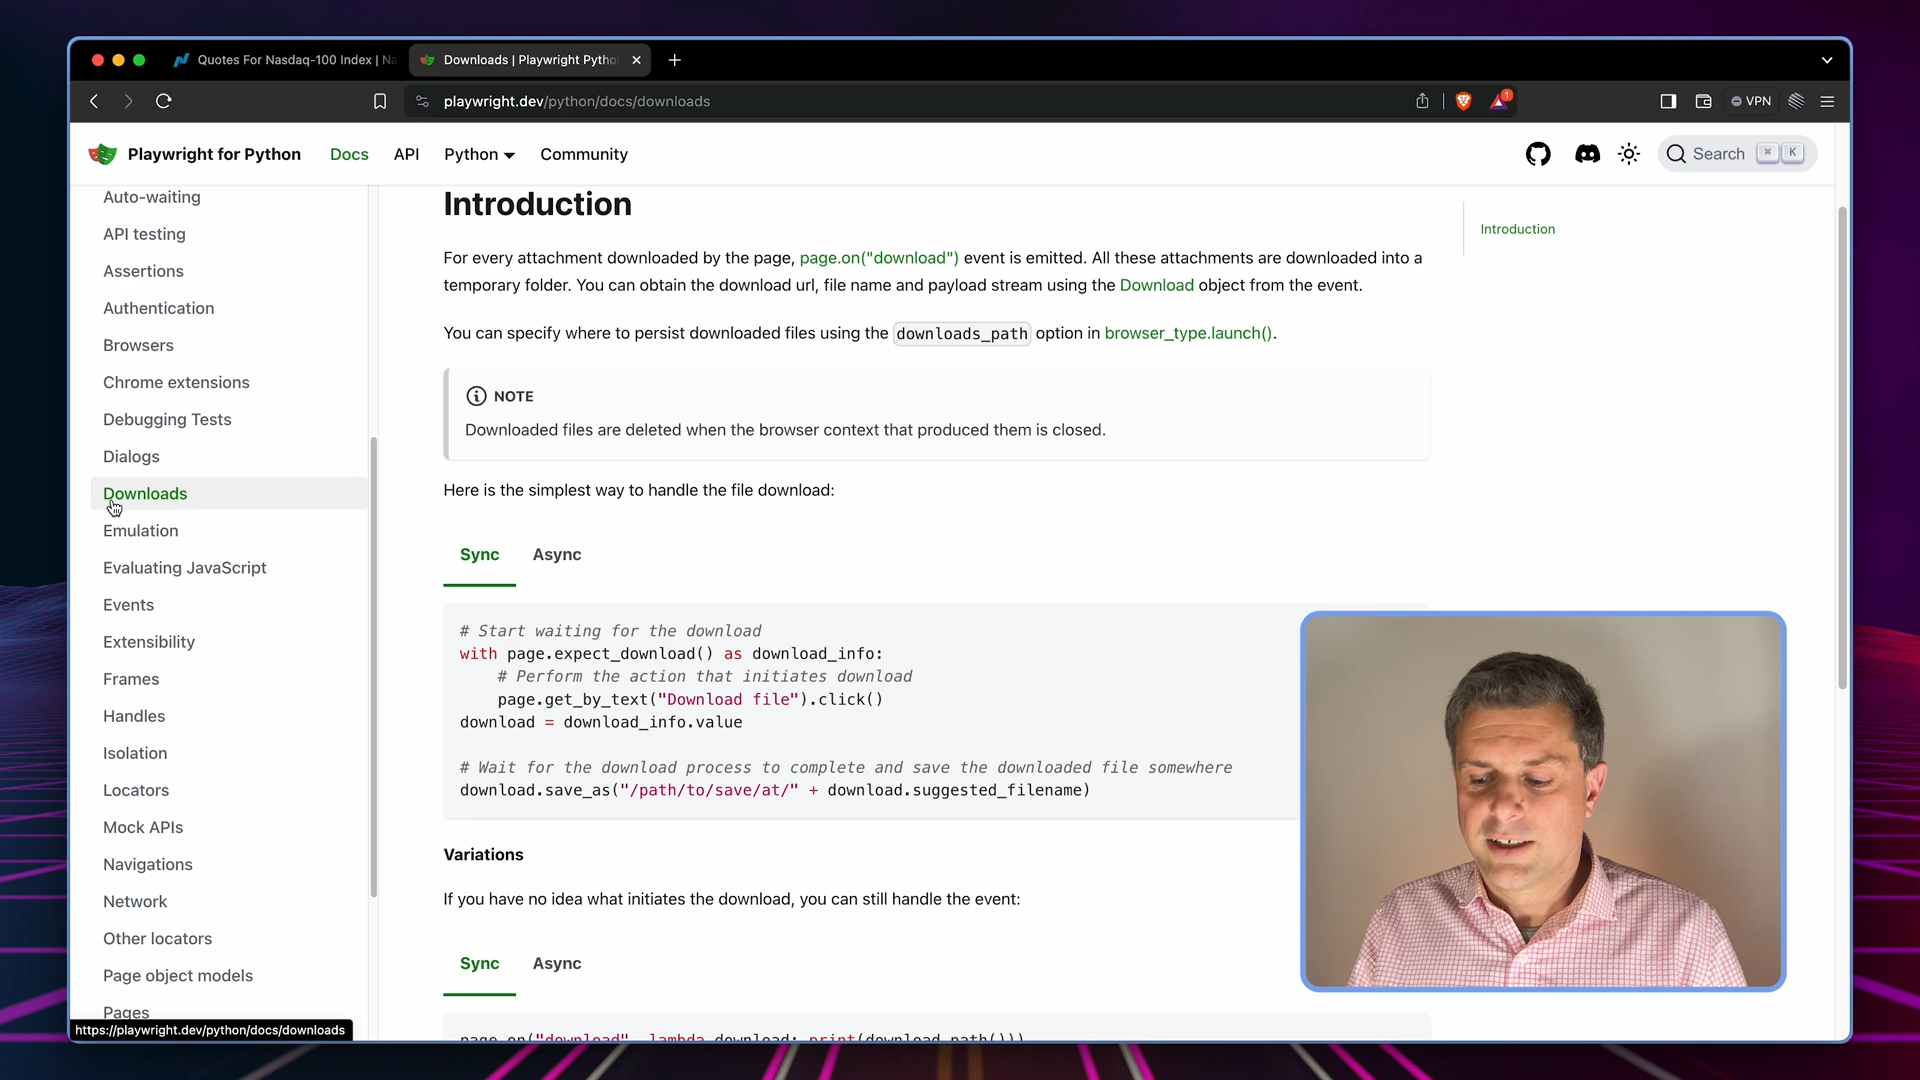 Quotes For Nasdaq-100 Index | Na
Downloads | Playwright Pytho
playwright.dev/python/docs/downloads
1
VPN
Playwright for Python
Docs
API
Python
Community
Search
⌘
K
Auto-waiting
API testing
Assertions
Authentication
Browsers
Chrome extensions
Debugging Tests
Dialogs
Downloads
Emulation
Evaluating JavaScript
Events
Extensibility
Frames
Handles
Isolation
Locators
Mock APIs
Navigations
Network
Other locators
Page object models
Pages
https://playwright.dev/python/docs/downloads
Introduction
For every attachment downloaded by the page, page.on("download") event is emitted. All these attachments are downloaded into a
temporary folder. You can obtain the download url, file name and payload stream using the Download object from the event.
You can specify where to persist downloaded files using the downloads_path option in browser_type.launch().
NOTE
Downloaded files are deleted when the browser context that produced them is closed.
Here is the simplest way to handle the file download:
Sync
Async
# Start waiting for the download
with page.expect_download() as download_info:
# Perform the action that initiates download
page.get_by_text("Download file").click()
download = download_info.value
# Wait for the download process to complete and save the downloaded file somewhere
download.save_as("/path/to/save/at/" + download.suggested_filename)
Variations
If you have no idea what initiates the download, you can still handle the event:
Sync
Async
page.on("download", lambda download: print(download.path()))
Introduction